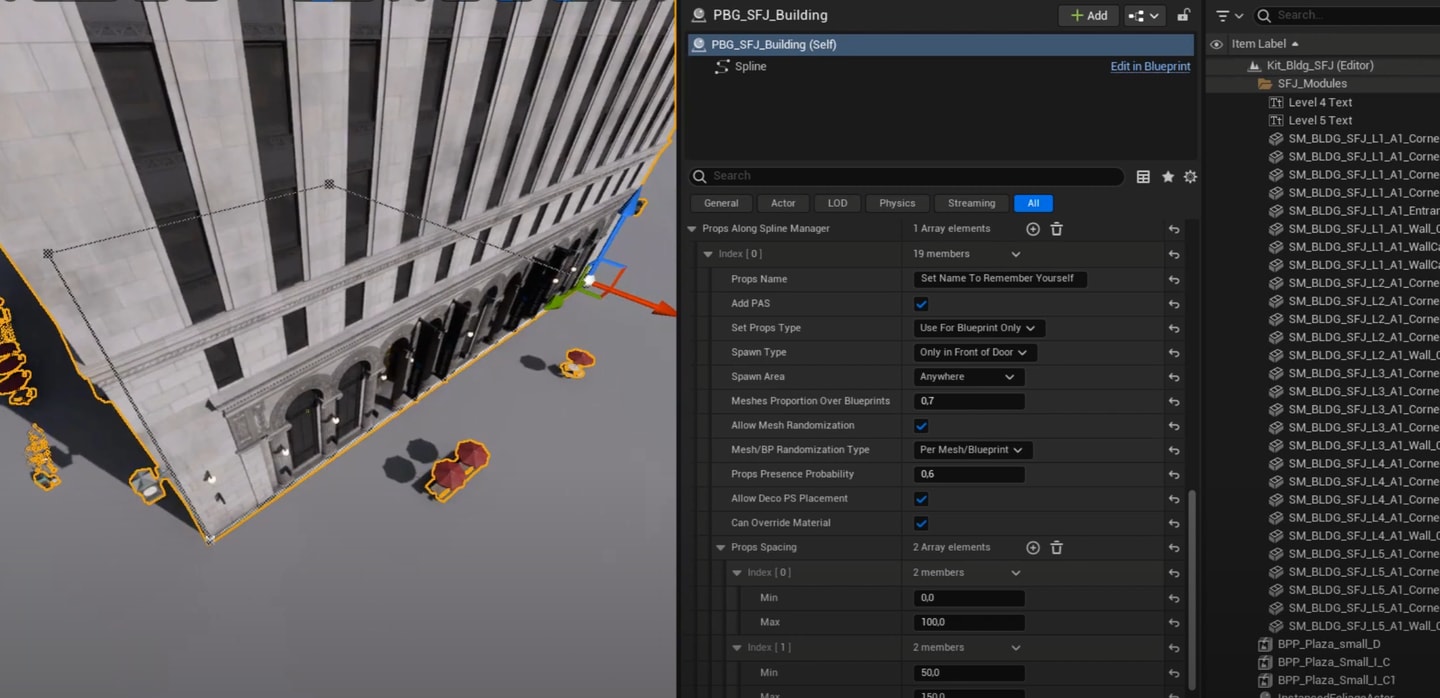 PBG_SFJ_Building
Add
PBG_SFJ_Building (Self)
Spline
Edit in Blueprint
Search
General Actor LOD Physics Streaming All
Props Along Spline Manager 1 Array elements
Index [ 0 ] 19 members
Props Name Set Name To Remember Yourself
Add PAS
Set Props Type Use For Blueprint Only
Spawn Type Only in Front of Door
Spawn Area Anywhere
Meshes Proportion Over Blueprints 0,7
Allow Mesh Randomization
Mesh/BP Randomization Type Per Mesh/Blueprint
Props Presence Probability 0,6
Allow Deco PS Placement
Can Override Material
Props Spacing 2 Array elements
Index [ 0 ] 2 members
Min 0,0
Max 100,0
Index [ 1 ] 2 members
Min 50,0
Max 150,0
Search...
Item Label
Kit_Bldg_SFJ (Editor)
SFJ_Modules
Level 4 Text
Level 5 Text
SM_BLDG_SFJ_L1_A1_Corne
SM_BLDG_SFJ_L1_A1_Corne
SM_BLDG_SFJ_L1_A1_Corne
SM_BLDG_SFJ_L1_A1_Corne
SM_BLDG_SFJ_L1_A1_Entran
SM_BLDG_SFJ_L1_A1_Wall_C
SM_BLDG_SFJ_L1_A1_WallCa
SM_BLDG_SFJ_L1_A1_WallCa
SM_BLDG_SFJ_L2_A1_Corne
SM_BLDG_SFJ_L2_A1_Corne
SM_BLDG_SFJ_L2_A1_Corne
SM_BLDG_SFJ_L2_A1_Corne
SM_BLDG_SFJ_L2_A1_Wall_C
SM_BLDG_SFJ_L3_A1_Corne
SM_BLDG_SFJ_L3_A1_Corne
SM_BLDG_SFJ_L3_A1_Corne
SM_BLDG_SFJ_L3_A1_Corne
SM_BLDG_SFJ_L3_A1_Wall_C
SM_BLDG_SFJ_L4_A1_Corne
SM_BLDG_SFJ_L4_A1_Corne
SM_BLDG_SFJ_L4_A1_Corne
SM_BLDG_SFJ_L4_A1_Corne
SM_BLDG_SFJ_L4_A1_Wall_C
SM_BLDG_SFJ_L5_A1_Corne
SM_BLDG_SFJ_L5_A1_Corne
SM_BLDG_SFJ_L5_A1_Corne
SM_BLDG_SFJ_L5_A1_Corne
SM_BLDG_SFJ_L5_A1_Wall_C
BPP_Plaza_small_D
BPP_Plaza_Small_I_C
BPP_Plaza_Small_I_C1
InstancedFoliageActor